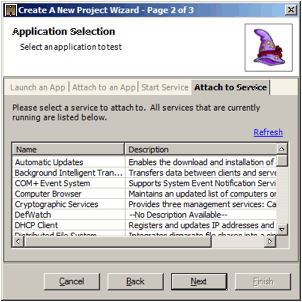 Create A New Project Wizard - Page 2 of 3
Application Selection
Select an application to test
Launch an App Attach to an App Start Service Attach to Service
Please select a service to attach to. All services that are currently
running are listed below.
Refresh
Name Description
Automatic Updates Enables the download and installation of
Background Intelligent Tran... Transfers data between clients and serve
COM+ Event System Supports System Event Notification Servi
Computer Browser Maintains an updated list of computers or
Cryptographic Services Provides three management services: Ca
DefWatch --No Description Available--
DHCP Client Registers and updates IP addresses and
Distributed File System Integrates disparate file shares into a
Cancel Back Next Finish